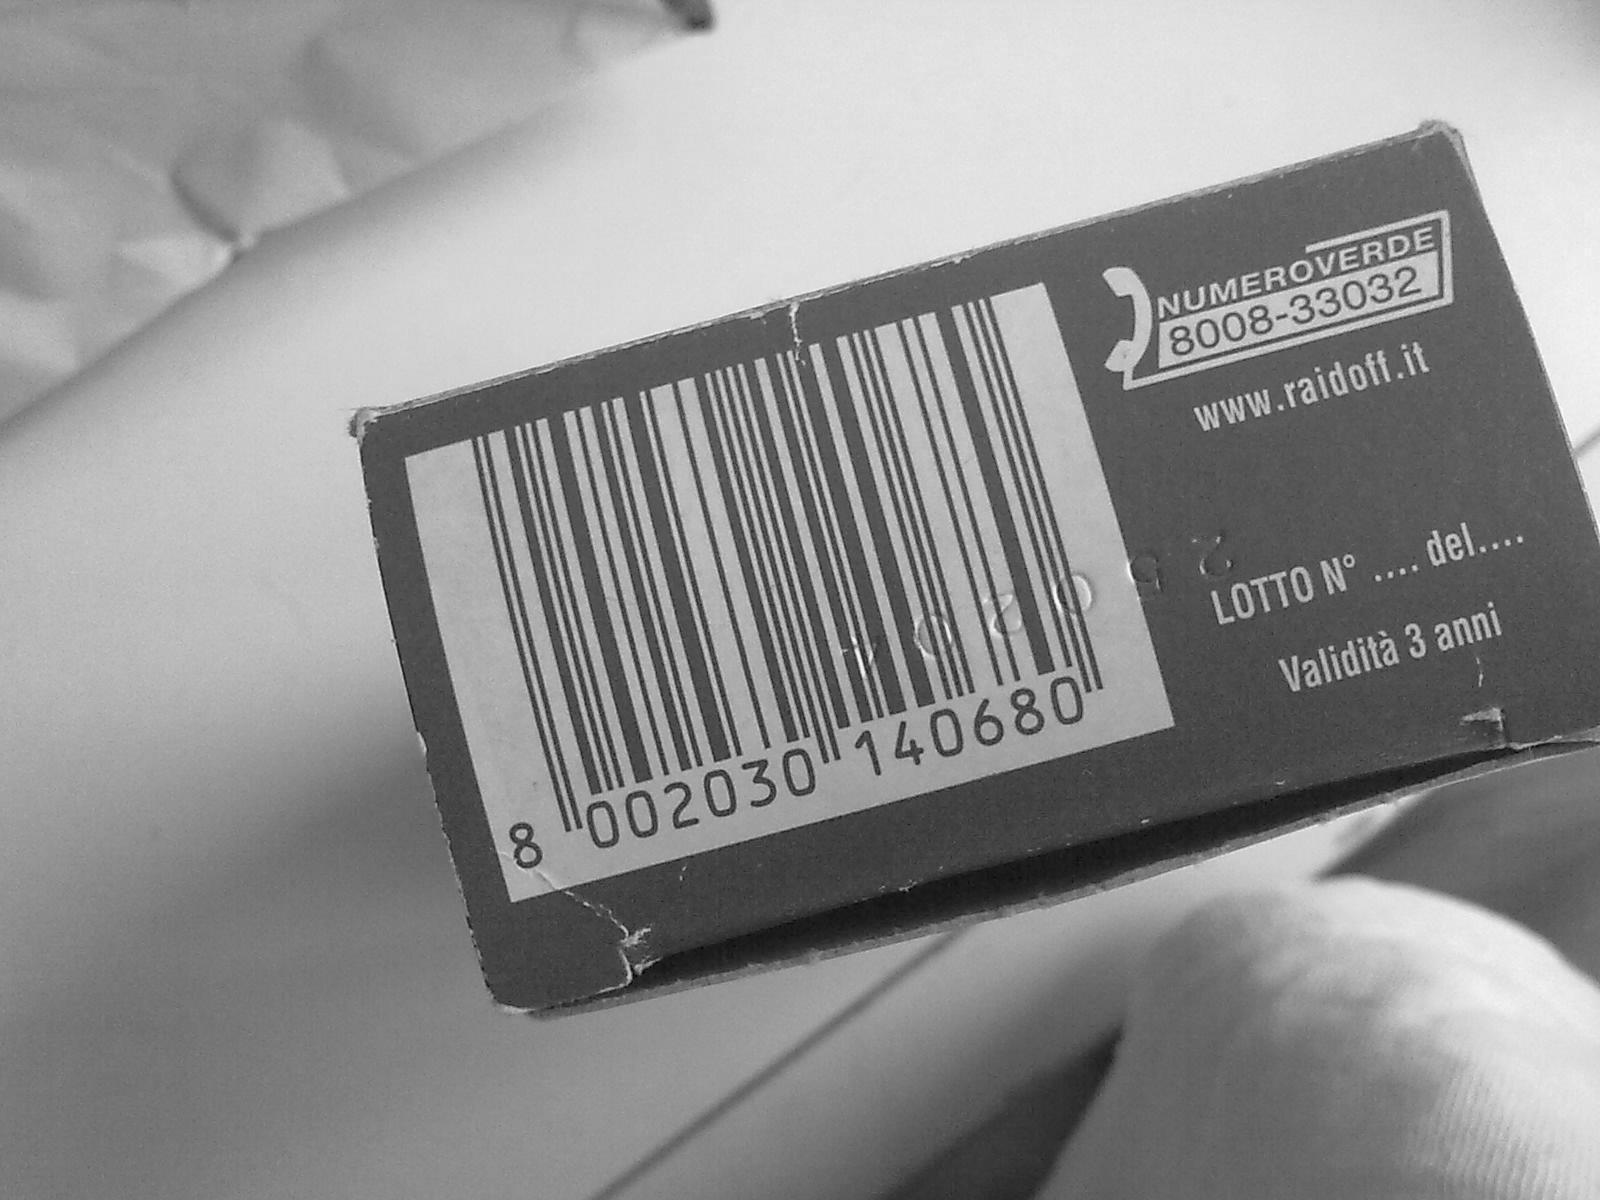 NUMEROVERDE
8008-33032
www.raidoff.it
LOTTO N° .... del....
Validità 3 anni
8 002030 140680